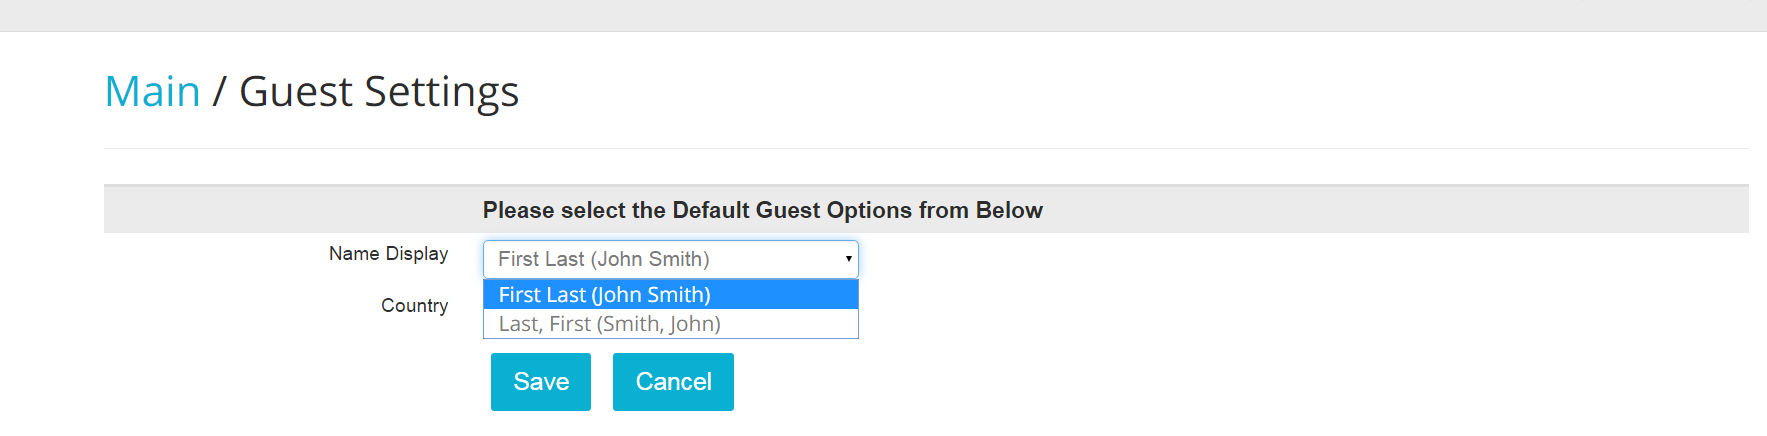 Main / Guest Settings
Please select the Default Guest Options from Below
Name Display First Last (John Smith)
First Last (John Smith)
Country
Last, First (Smith, John)
Save Cancel